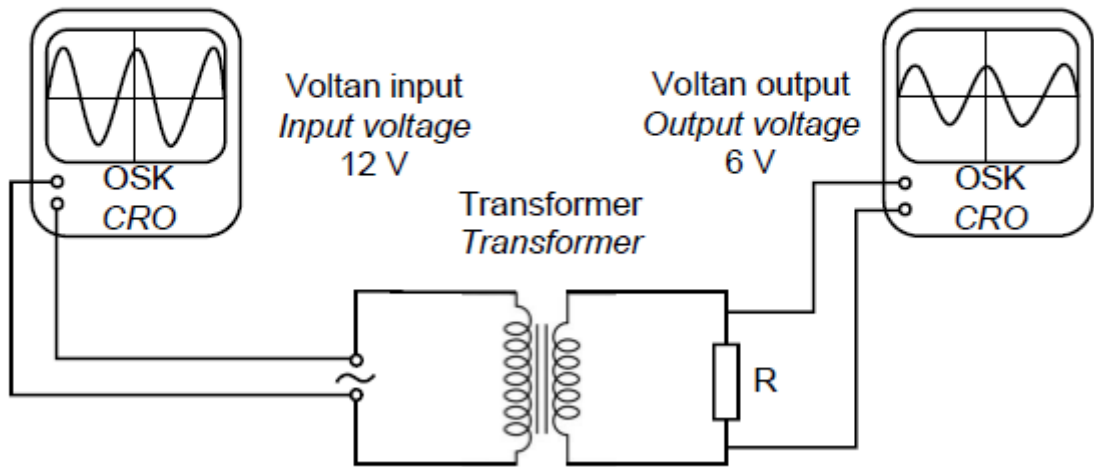 Voltan input
Input voltage
12 V
Voltan output
Output voltage
6 V
OSK
CRO
OSK
CRO
Transformer
Transformer
R